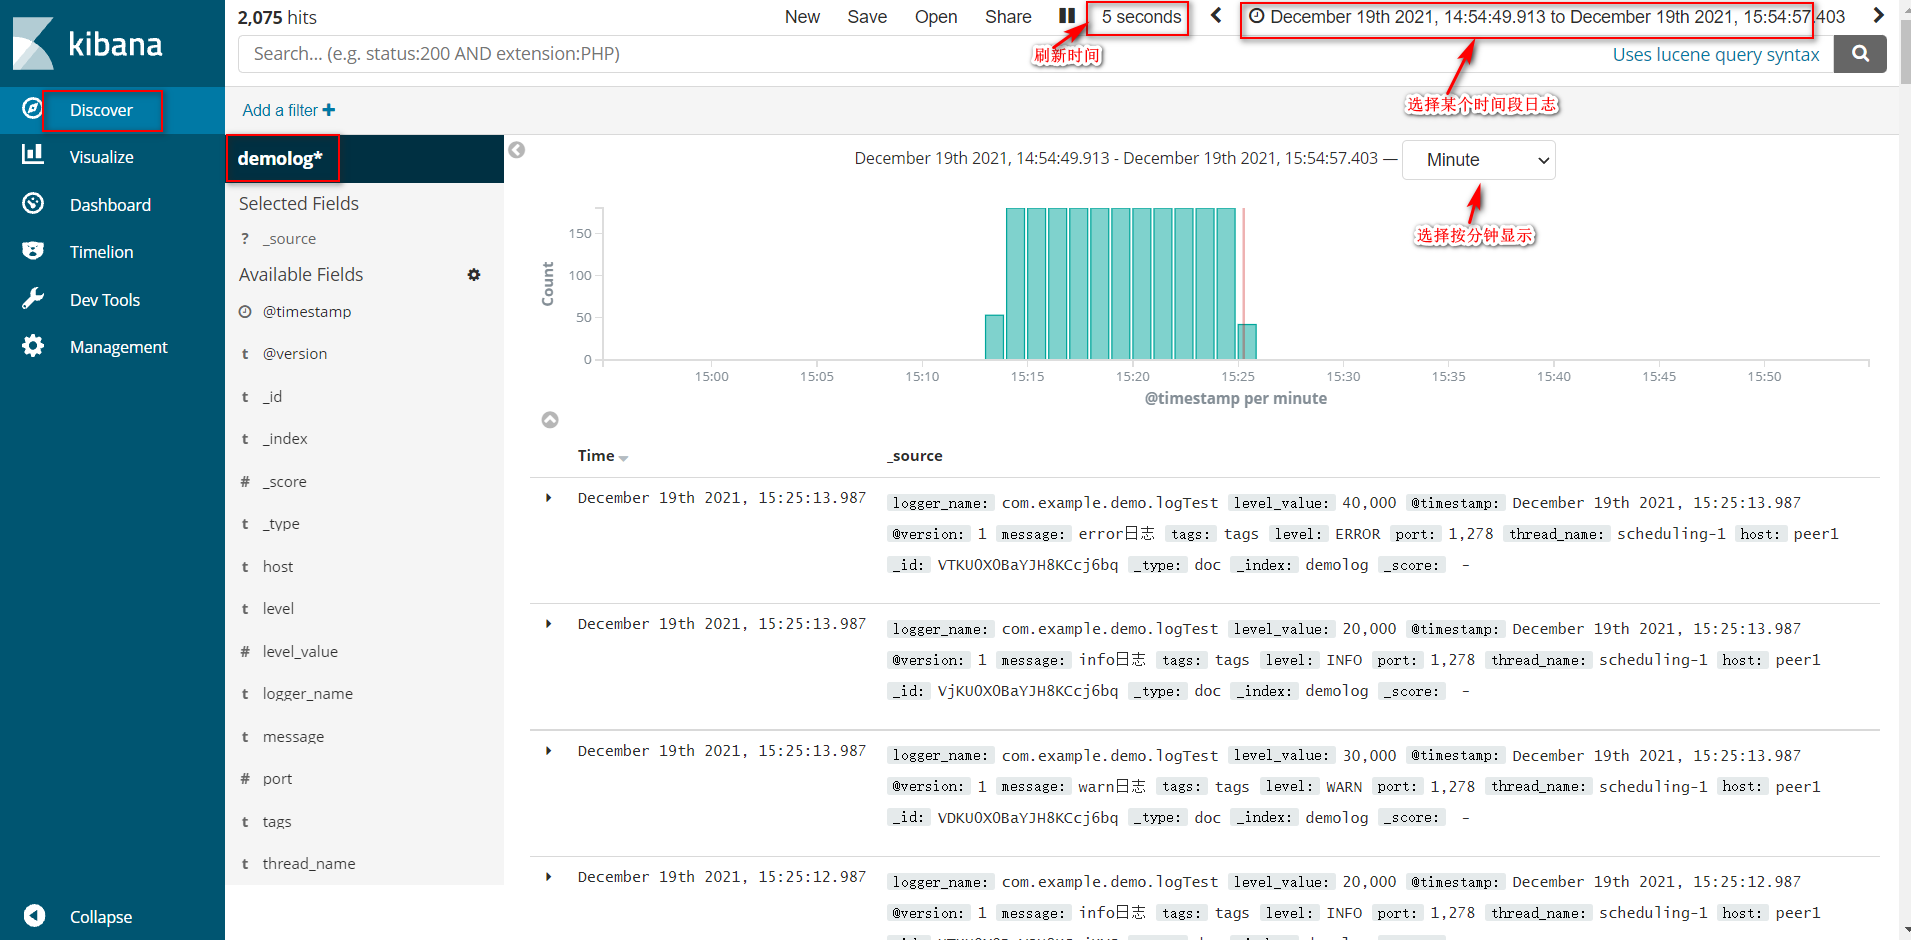 kibana
Discover
Visualize
Dashboard
Timelion
Dev Tools
Management
Collapse
2,075 hits
New Save Open Share 5 seconds December 19th 2021, 14:54:49.913 to December 19th 2021, 15:54:57.403
刷新时间
Search... (e.g. status:200 AND extension:PHP) Uses lucene query syntax
选择某个时间段日志
Add a filter
demolog*
Selected Fields
? _source
Available Fields
@timestamp
t @version
t _id
t _index
# _score
t _type
t host
t level
# level_value
t logger_name
t message
# port
t tags
t thread_name
December 19th 2021, 14:54:49.913 - December 19th 2021, 15:54:57.403 — Minute
选择按分钟显示
Count
150
100
50
0
15:00 15:05 15:10 15:15 15:20 15:25 15:30 15:35 15:40 15:45 15:50
@timestamp per minute
Time _source
December 19th 2021, 15:25:13.987 logger_name: com.example.demo.logTest level_value: 40,000 @timestamp: December 19th 2021, 15:25:13.987
@version: 1 message: error日志 tags: tags level: ERROR port: 1,278 thread_name: scheduling-1 host: peer1
_id: VTKU0X0BaYJH8KCcj6bq _type: doc _index: demolog _score: -
December 19th 2021, 15:25:13.987 logger_name: com.example.demo.logTest level_value: 20,000 @timestamp: December 19th 2021, 15:25:13.987
@version: 1 message: info日志 tags: tags level: INFO port: 1,278 thread_name: scheduling-1 host: peer1
_id: VjKU0X0BaYJH8KCcj6bq _type: doc _index: demolog _score: -
December 19th 2021, 15:25:13.987 logger_name: com.example.demo.logTest level_value: 30,000 @timestamp: December 19th 2021, 15:25:13.987
@version: 1 message: warn日志 tags: tags level: WARN port: 1,278 thread_name: scheduling-1 host: peer1
_id: VDKU0X0BaYJH8KCcj6bq _type: doc _index: demolog _score: -
December 19th 2021, 15:25:12.987 logger_name: com.example.demo.logTest level_value: 20,000 @timestamp: December 19th 2021, 15:25:12.987
@version: 1 message: info日志 tags: tags level: INFO port: 1,278 thread_name: scheduling-1 host: peer1